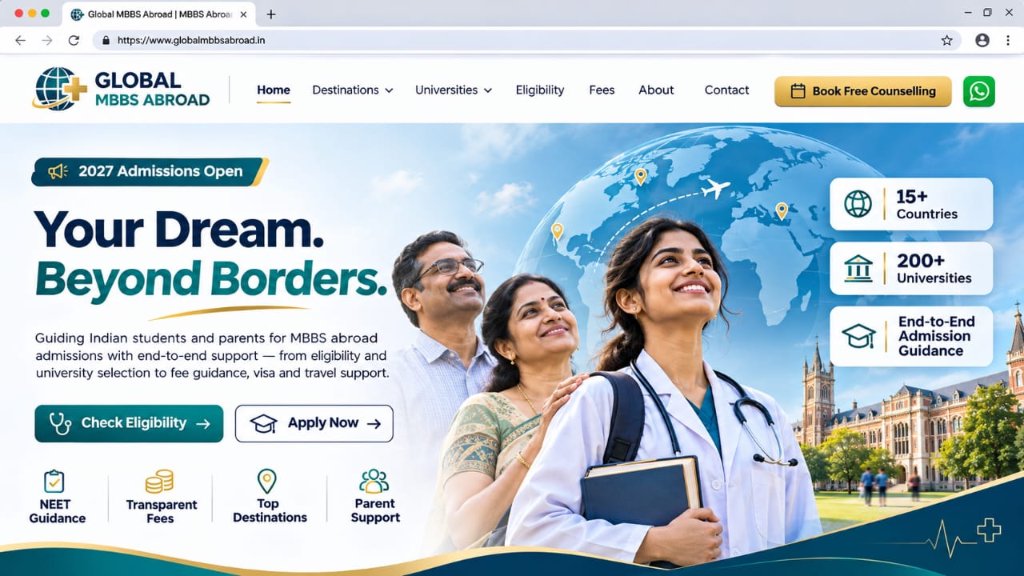 Global MBBS Abroad | MBBS Abroa
https://www.globalmbbsabroad.in
GLOBAL
MBBS ABROAD
Home
Destinations
Universities
Eligibility
Fees
About
Contact
Book Free Counselling
2027 Admissions Open
Your Dream.
Beyond Borders.
Guiding Indian students and parents for MBBS abroad
admissions with end-to-end support — from eligibility and
university selection to fee guidance, visa and travel support.
Check Eligibility
Apply Now
NEET
Guidance
Transparent
Fees
Top
Destinations
Parent
Support
15+
Countries
200+
Universities
End-to-End
Admission
Guidance